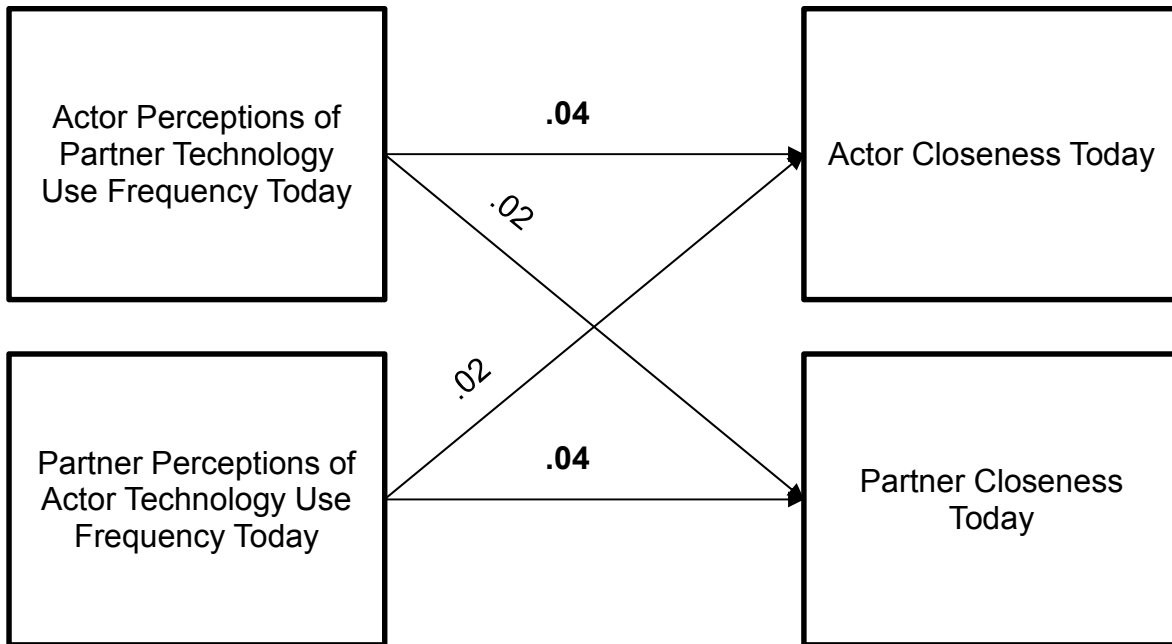 Actor Perceptions of
Partner Technology
Use Frequency Today
.04
Actor Closeness Today
.02
.02
Partner Perceptions of
Actor Technology Use
Frequency Today
.04
Partner Closeness
Today